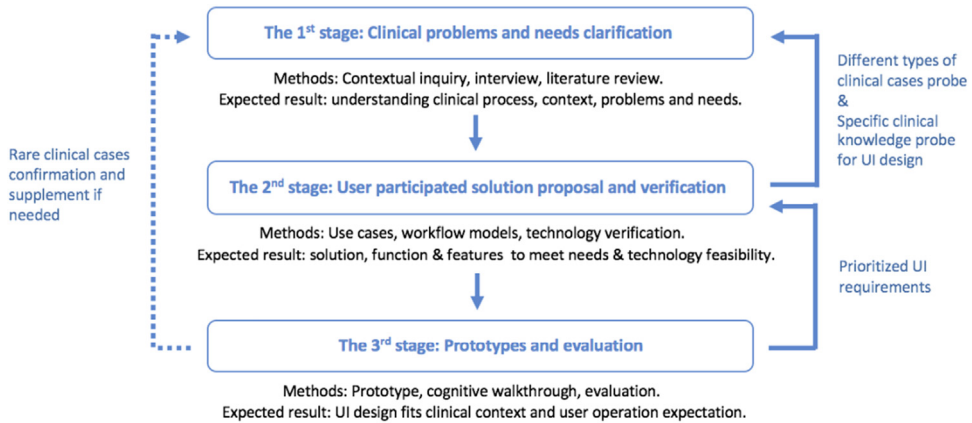 The 1st stage: Clinical problems and needs clarification
Methods: Contextual inquiry, interview, literature review.
Expected result: understanding clinical process, context, problems and needs.
Different types of
clinical cases probe
&
Specific clinical
knowledge probe
for UI design
Rare clinical cases
confirmation and
supplement if
needed
The 2nd stage: User participated solution proposal and verification
Methods: Use cases, workflow models, technology verification.
Expected result: solution, function & features to meet needs & technology feasibility.
Prioritized UI
requirements
The 3rd stage: Prototypes and evaluation
Methods: Prototype, cognitive walkthrough, evaluation.
Expected result: UI design fits clinical context and user operation expectation.